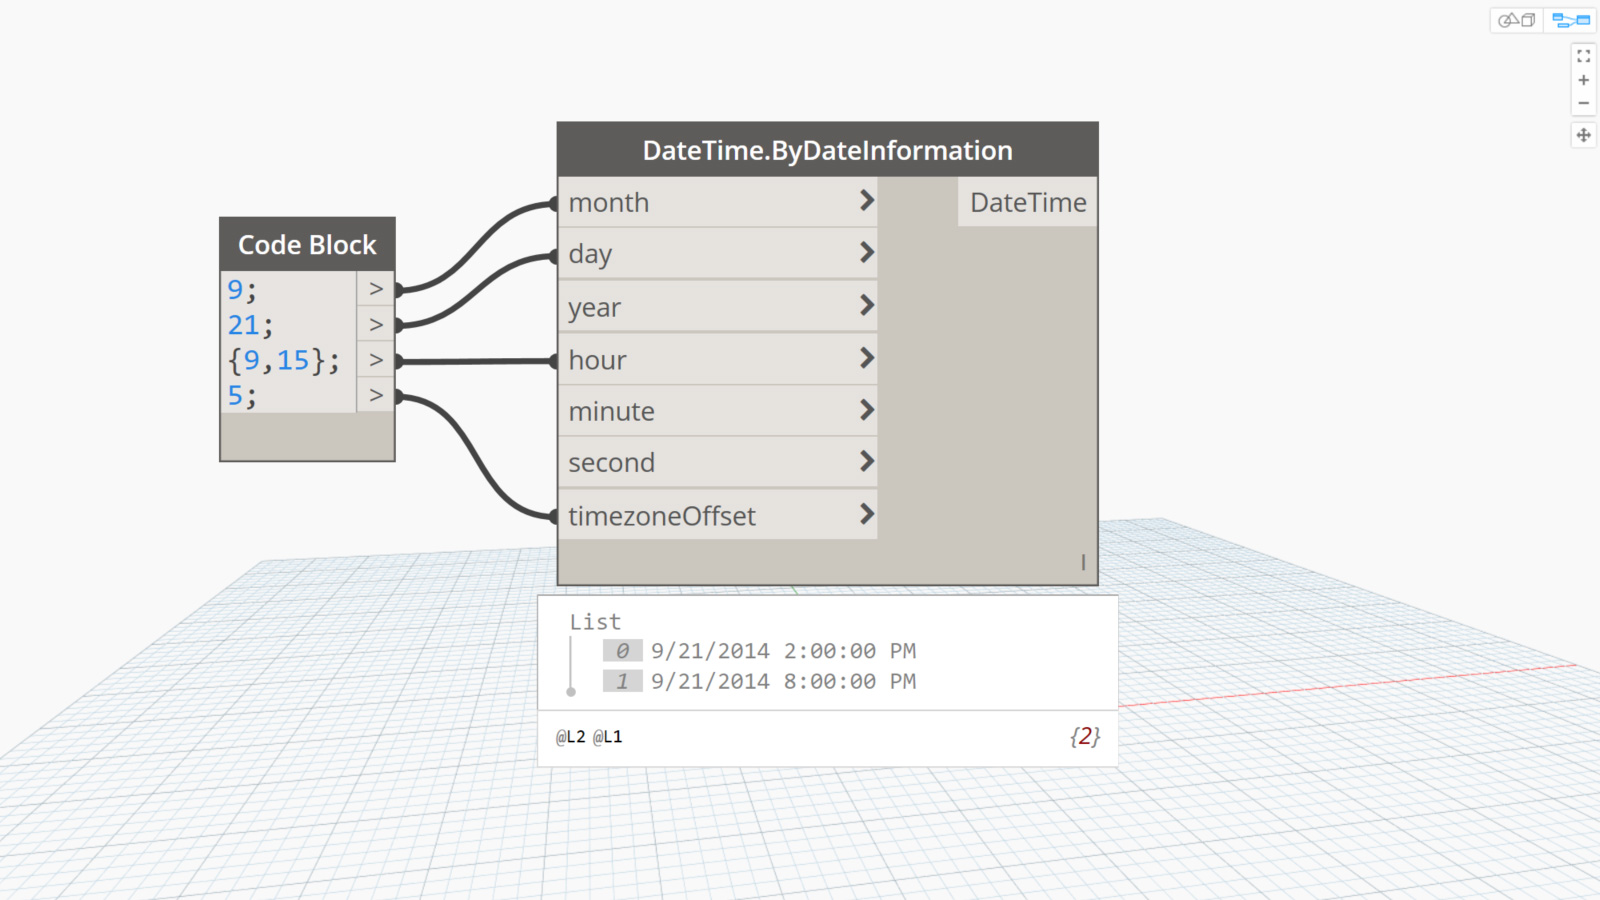 DateTime.ByDateInformation
month
DateTime
day
year
hour
minute
second
timezoneOffset
l
Code Block
9; >
21; >
{9,15}; >
5; >
List
0 9/21/2014 2:00:00 PM
1 9/21/2014 8:00:00 PM
@L2 @L1 {2}